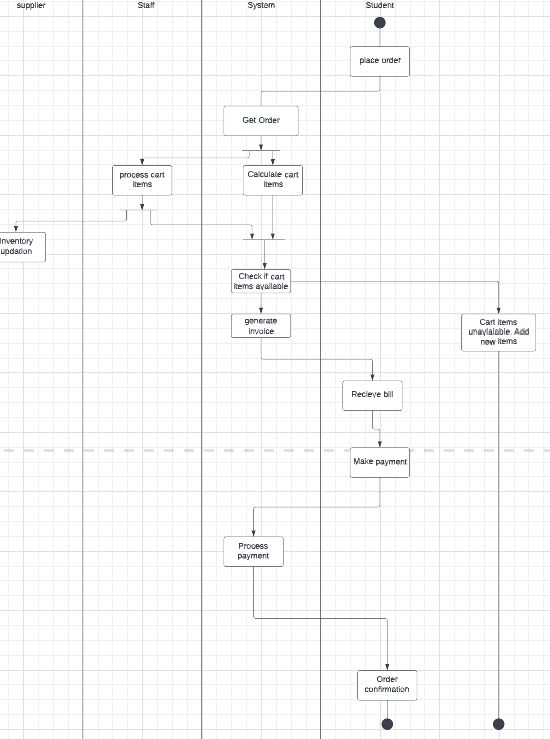 supplier
Staff
System
Student
place order
Get Order
process cart
items
Calculate cart
items
Inventory
updation
Check if cart
items available
generate
invoice
Cart items
unavialable. Add
new items
Recieve bill
Make payment
Process
payment
Order
confirmation